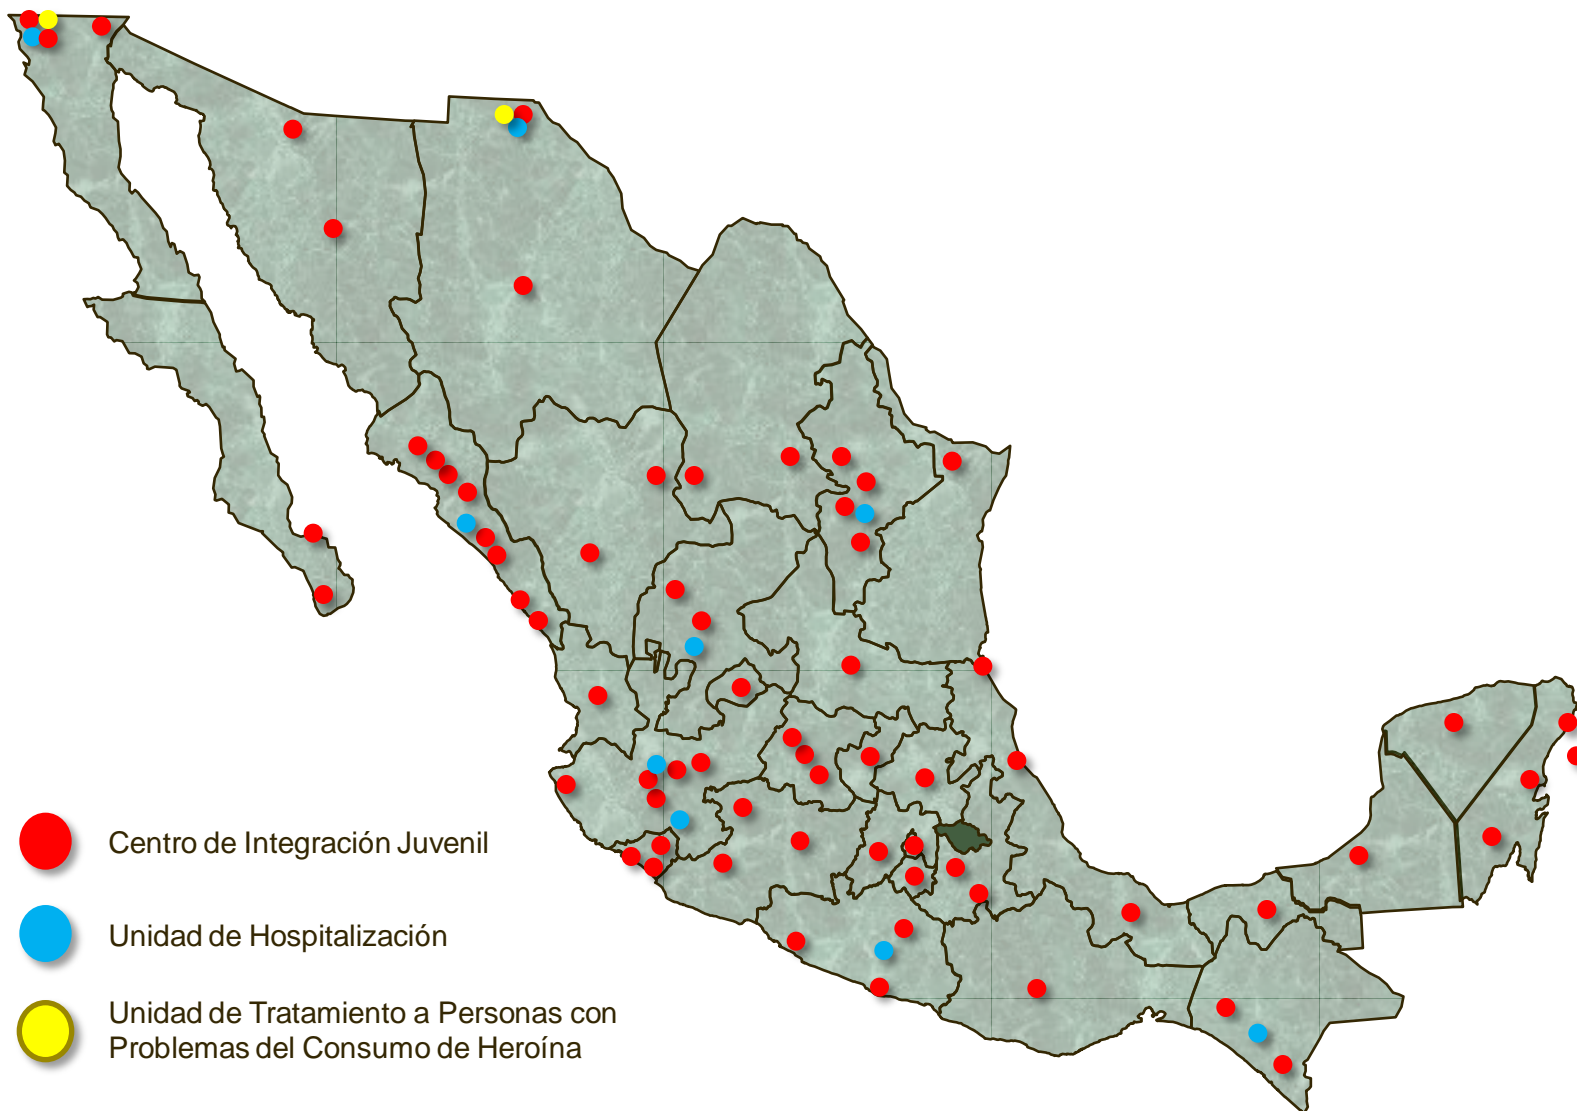 Centro de Integración Juvenil
Unidad de Hospitalización
Unidad de Tratamiento a Personas con
Problemas del Consumo de Heroína